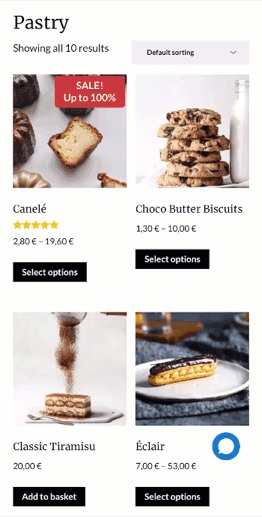 Pastry
Showing all 10 results
Default sorting
SALE!
Up to 100%
Canelé
2,80 € – 19,60 €
Select options
Choco Butter Biscuits
1,30 € – 10,00 €
Select options
Classic Tiramisu
20,00 €
Add to basket
Éclair
7,00 € – 53,00 €
Select options